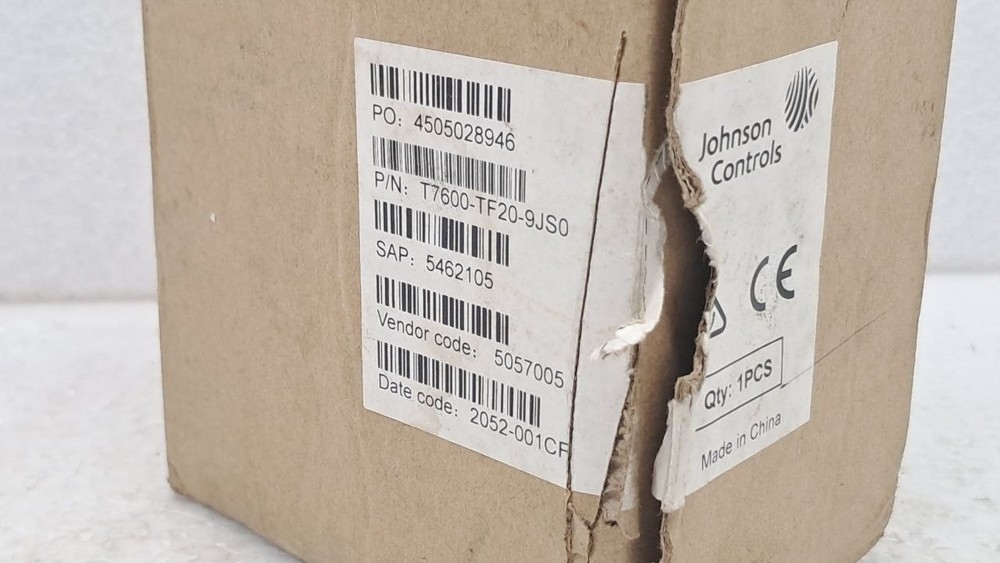 PO: 4505028946
P/N: T7600-TF20-9JS0
SAP: 5462105
Vendor code: 5057005
Date code: 2052-001CF
Johnson
Controls
CE
Qty: 1PCS
Made in China